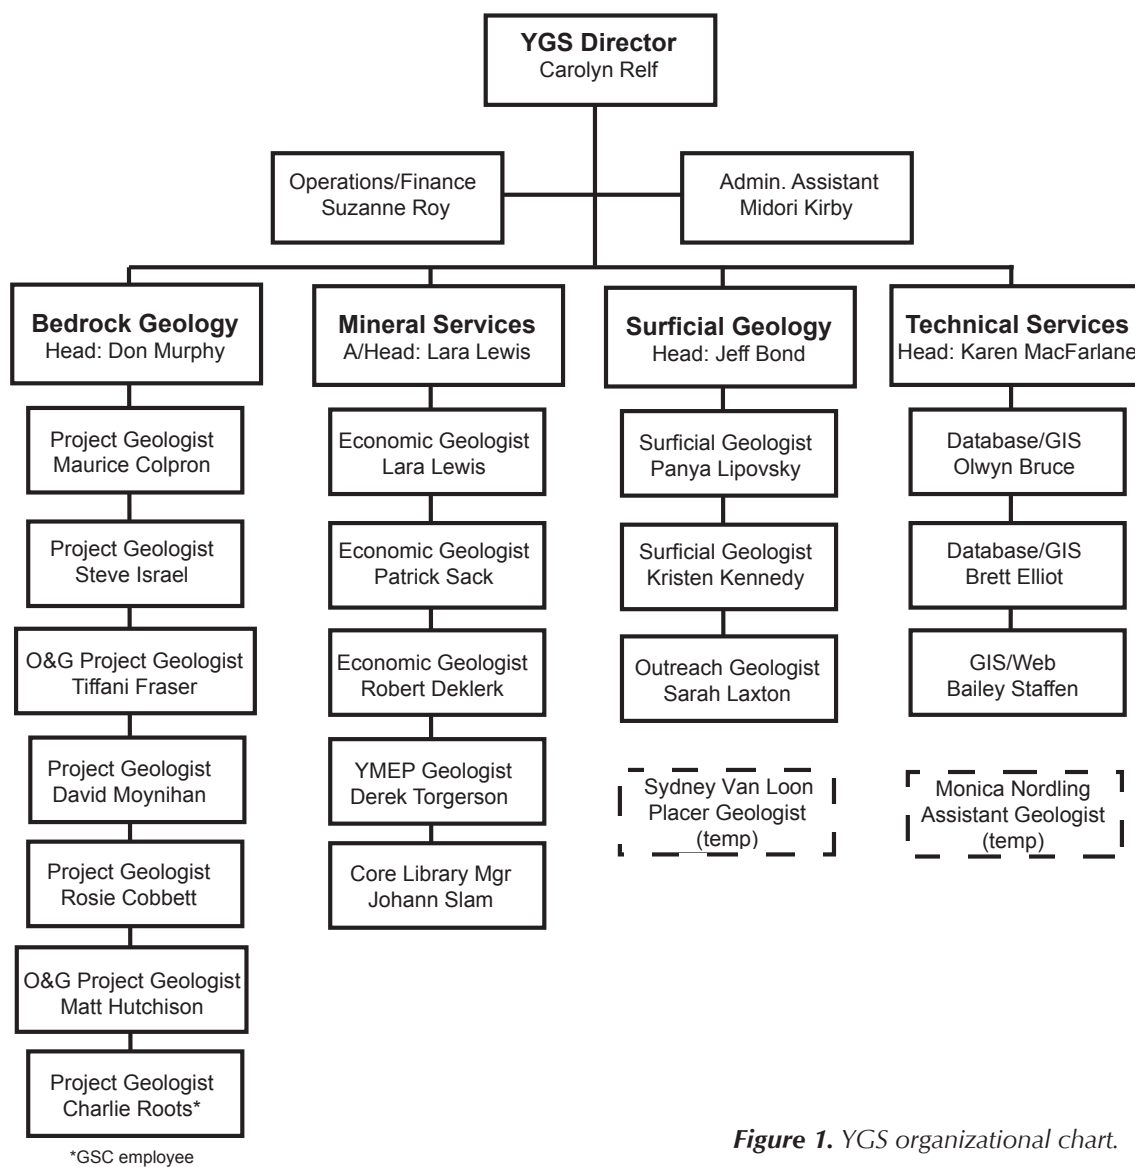 YGS Director
Carolyn Relf
Operations/Finance
Suzanne Roy
Admin. Assistant
Midori Kirby
Bedrock Geology
Head: Don Murphy
Project Geologist
Maurice Colpron
Project Geologist
Steve Israel
O&G Project Geologist
Tiffani Fraser
Project Geologist
David Moynihan
Project Geologist
Rosie Cobbett
O&G Project Geologist
Matt Hutchison
Project Geologist
Charlie Roots*
*GSC employee
Mineral Services
A/Head: Lara Lewis
Economic Geologist
Lara Lewis
Economic Geologist
Patrick Sack
Economic Geologist
Robert Deklerk
YMEP Geologist
Derek Torgerson
Core Library Mgr
Johann Slam
Surficial Geology
Head: Jeff Bond
Surficial Geologist
Panya Lipovsky
Surficial Geologist
Kristen Kennedy
Outreach Geologist
Sarah Laxton
Sydney Van Loon
Placer Geologist
(temp)
Technical Services
Head: Karen MacFarlane
Database/GIS
Olwyn Bruce
Database/GIS
Brett Elliot
GIS/Web
Bailey Staffen
Monica Nordling
Assistant Geologist
(temp)
Figure 1. YGS organizational chart.